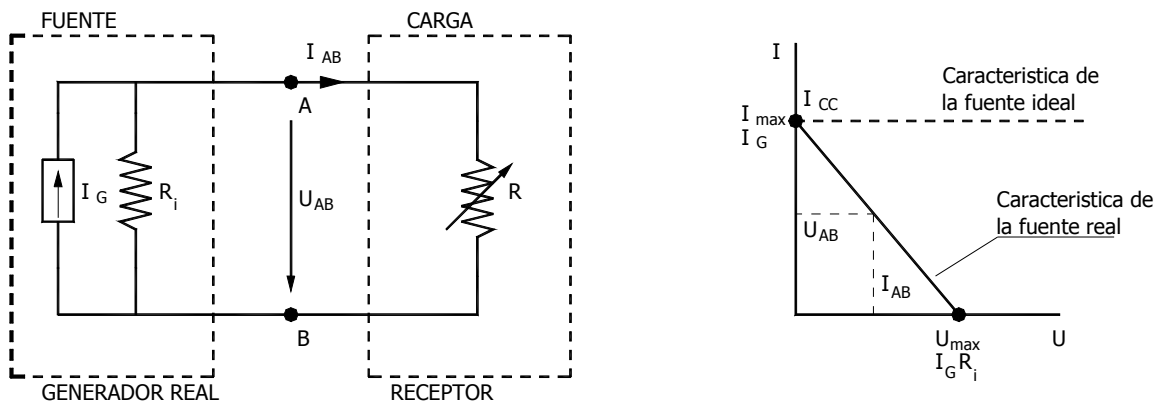 FUENTE
CARGA
I AB
A
I G
R i
U AB
R
B
GENERADOR REAL
RECEPTOR
I
Caracteristica de
la fuente ideal
I CC
I max
I G
Caracteristica de
la fuente real
U AB
I AB
U max
U
I G R i